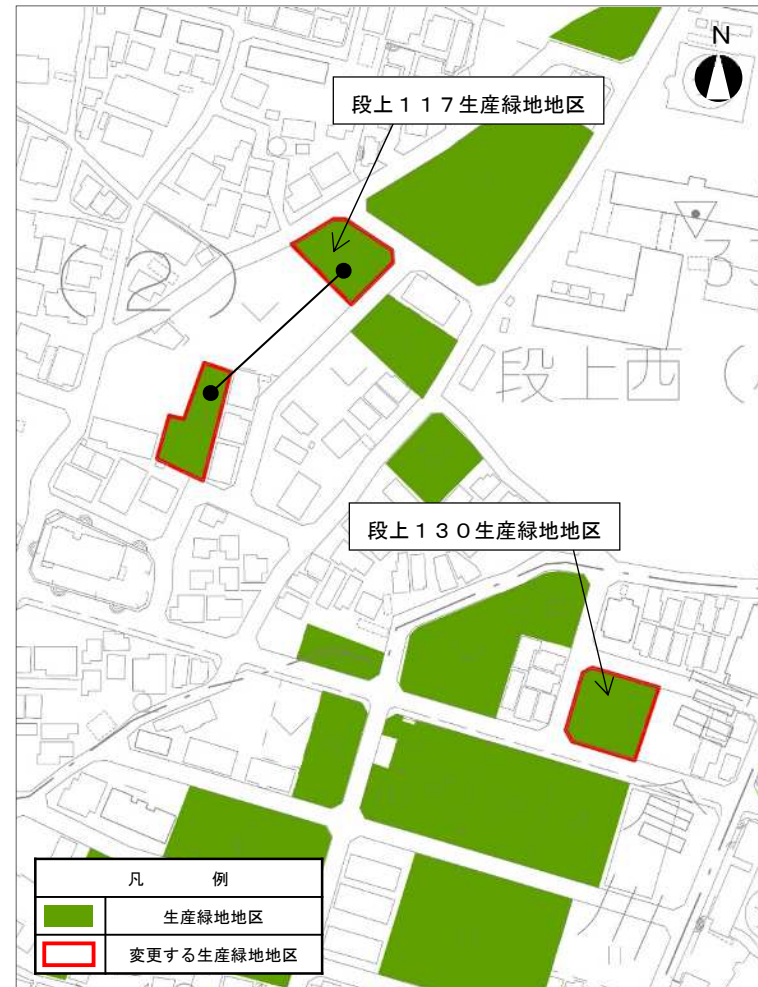 N
段上１１７生産緑地地区
(２)
段上西(
段上１３０生産緑地地区
凡 例
生産緑地地区
変更する生産緑地地区